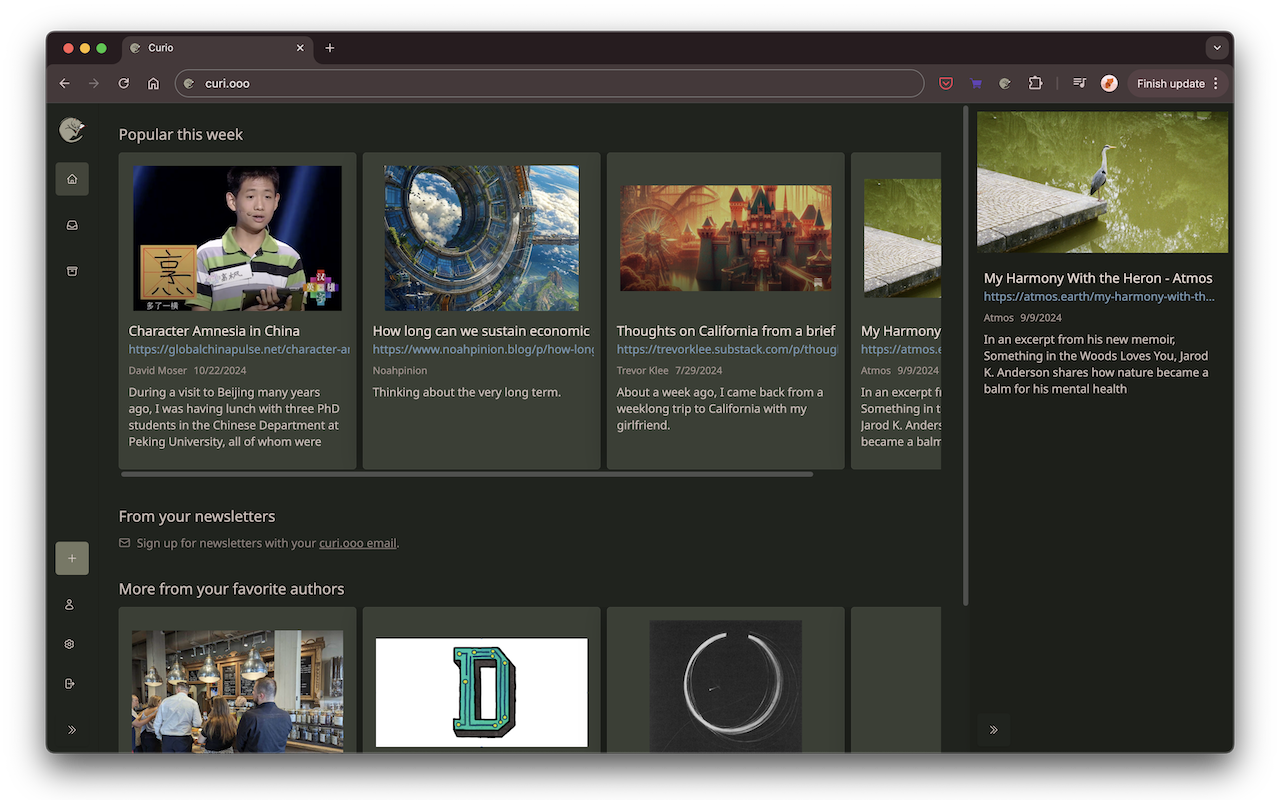 Curio
curi.ooo
Finish update
Popular this week
享
多了一横
汉
英雄
Character Amnesia in China
https://globalchinapulse.net/character-a
David Moser 10/22/2024
During a visit to Beijing many years
ago, I was having lunch with three PhD
students in the Chinese Department at
Peking University, all of whom were
How long can we sustain economic
https://www.noahpinion.blog/p/how-long
Noahpinion
Thinking about the very long term.
Thoughts on California from a brief
https://trevorklee.substack.com/p/though
Trevor Klee 7/29/2024
About a week ago, I came back from a
weeklong trip to California with my
girlfriend.
My Harmony
https://atmos.e
Atmos 9/9/2024
In an excerpt f
Something in t
Jarod K. Anders
became a balm
From your newsletters
Sign up for newsletters with your curi.ooo email.
More from your favorite authors
D
My Harmony With the Heron - Atmos
https://atmos.earth/my-harmony-with-th...
Atmos 9/9/2024
In an excerpt from his new memoir,
Something in the Woods Loves You, Jarod
K. Anderson shares how nature became a
balm for his mental health